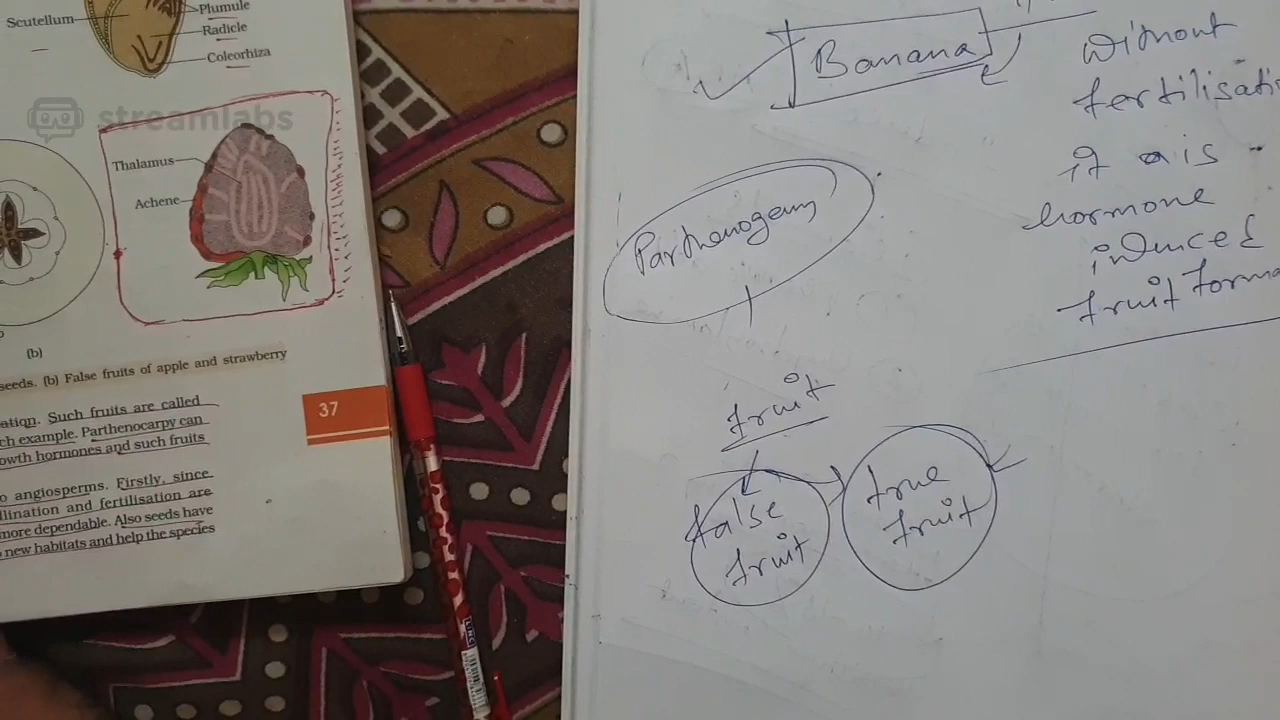 Scutellum
Plumule
Radicle
Coleorhiza
streamlabs
Thalamus
Achene
(b)
seeds. (b) False fruits of apple and strawberry
ation. Such fruits are called
ch example. Parthenocarpy can
owth hormones and such fruits
37
o angiosperms. Firstly, since
llination and fertilisation are
more dependable. Also seeds have
new habitats and help the species
LINC
Banana
without
fertilisati
it is
hormone
induced
fruit forma
fruit
false
fruit
true
fruit